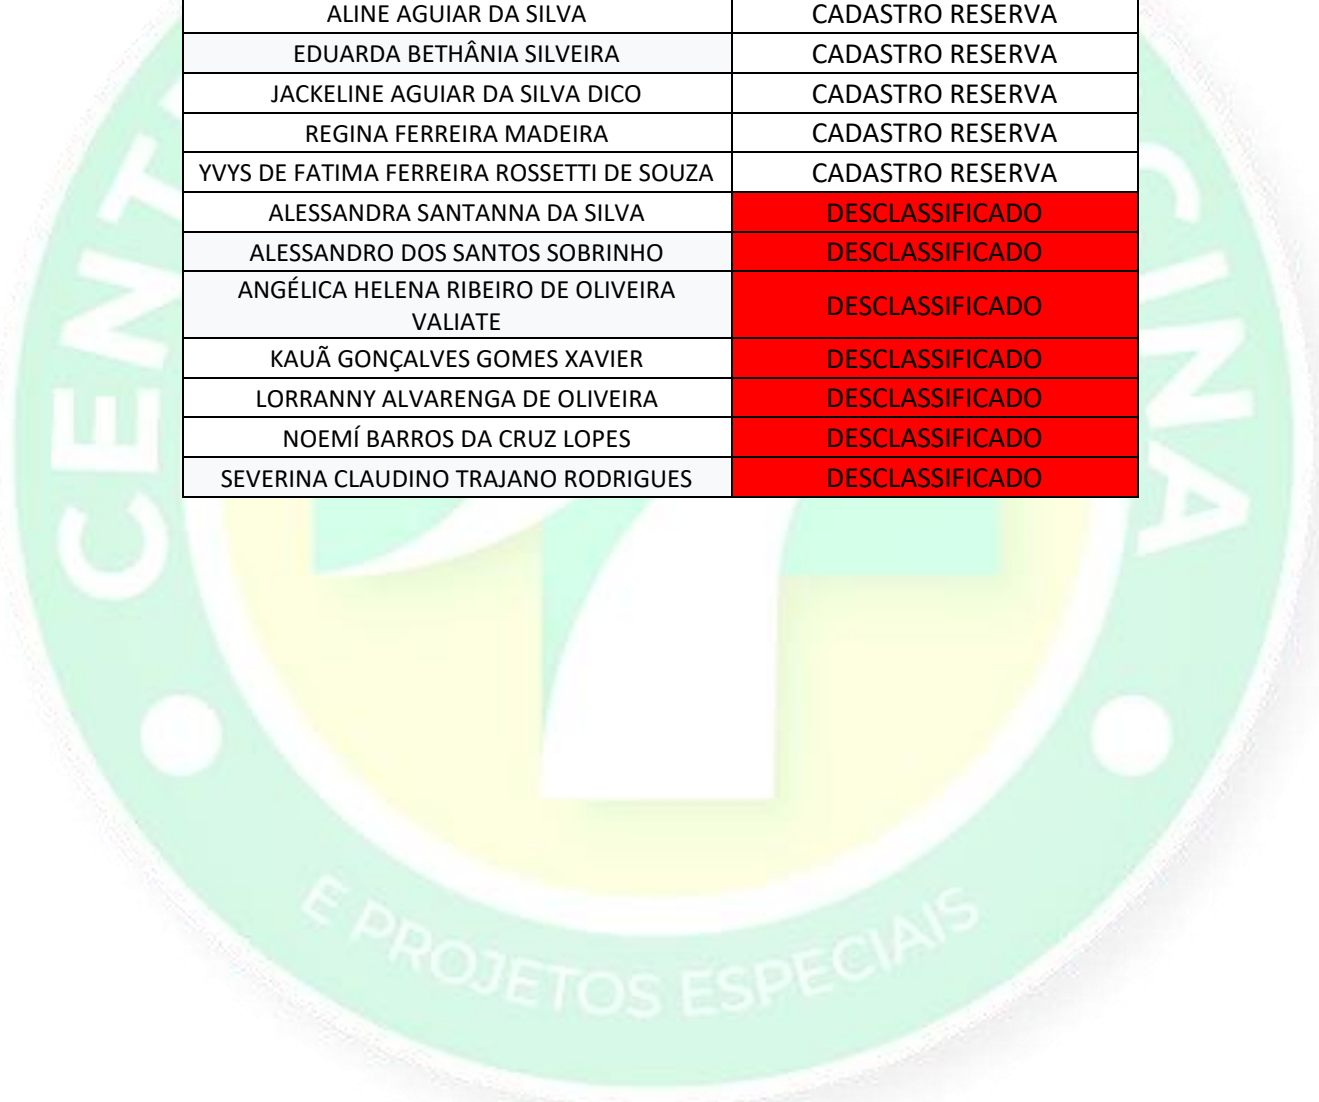 ALINE AGUIAR DA SILVA CADASTRO RESERVA
EDUARDA BETHÂNIA SILVEIRA CADASTRO RESERVA
JACKELINE AGUIAR DA SILVA DICO CADASTRO RESERVA
REGINA FERREIRA MADEIRA CADASTRO RESERVA
YVYS DE FATIMA FERREIRA ROSSETTI DE SOUZA CADASTRO RESERVA
ALESSANDRA SANTANNA DA SILVA DESCLASSIFICADO
ALESSANDRO DOS SANTOS SOBRINHO DESCLASSIFICADO
ANGÉLICA HELENA RIBEIRO DE OLIVEIRA
VALIATE DESCLASSIFICADO
KAUÃ GONÇALVES GOMES XAVIER DESCLASSIFICADO
LORRANNY ALVARENGA DE OLIVEIRA DESCLASSIFICADO
NOEMÍ BARROS DA CRUZ LOPES DESCLASSIFICADO
SEVERINA CLAUDINO TRAJANO RODRIGUES DESCLASSIFICADO
CENT
CINA
E PROJETOS ESPECIAIS